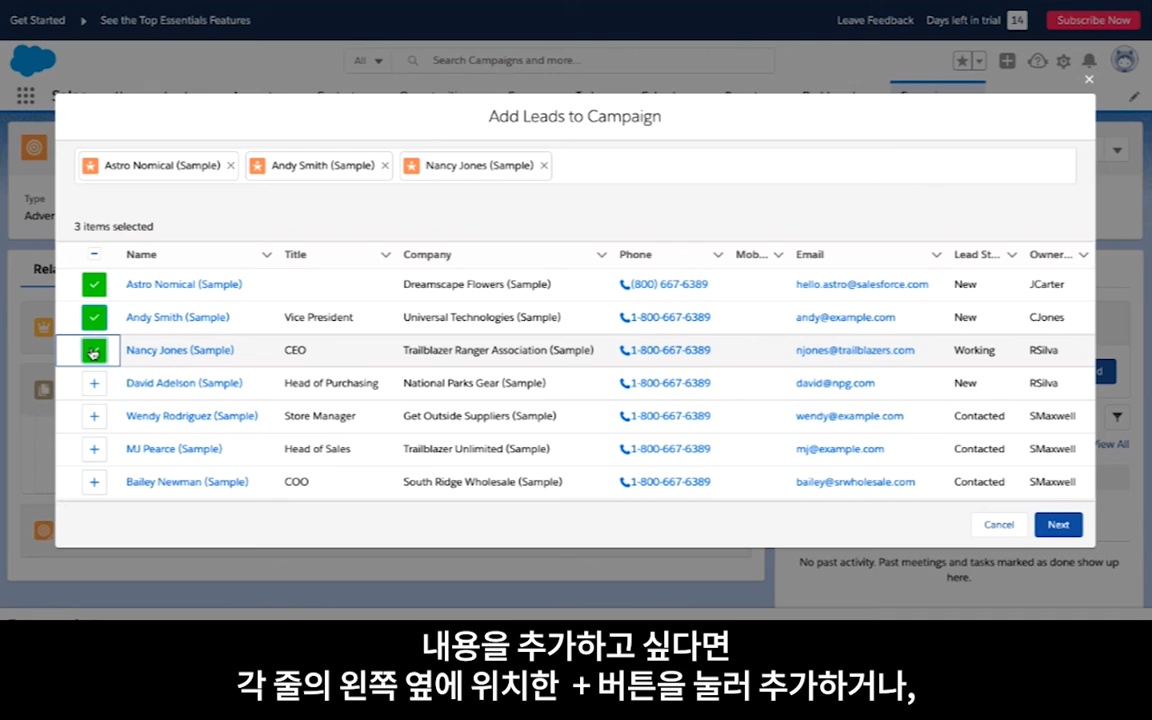 Get Started ▸ See the Top Essentials Features Leave Feedback Days left in trial 14 Subscribe Now
All Search Campaigns and more...
Add Leads to Campaign
Astro Nomical (Sample) × Andy Smith (Sample) × Nancy Jones (Sample) ×
Type
Adver
3 items selected
Name Title Company Phone Mob... Email Lead St... Owner...
Rela
Astro Nomical (Sample) Dreamscape Flowers (Sample) (800) 667-6389 hello.astro@salesforce.com New JCarter
Andy Smith (Sample) Vice President Universal Technologies (Sample) 1-800-667-6389 andy@example.com New CJones
Nancy Jones (Sample) CEO Trailblazer Ranger Association (Sample) 1-800-667-6389 njones@trailblazers.com Working RSilva
+ David Adelson (Sample) Head of Purchasing National Parks Gear (Sample) 1-800-667-6389 david@npg.com New RSilva
+ Wendy Rodriguez (Sample) Store Manager Get Outside Suppliers (Sample) 1-800-667-6389 wendy@example.com Contacted SMaxwell
View All
+ MJ Pearce (Sample) Head of Sales Trailblazer Unlimited (Sample) 1-800-667-6389 mj@example.com Contacted SMaxwell
+ Bailey Newman (Sample) COO South Ridge Wholesale (Sample) 1-800-667-6389 bailey@srwholesale.com Contacted SMaxwell
Cancel Next
No past activity. Past meetings and tasks marked as done show up
here.
내용을 추가하고 싶다면
각 줄의 왼쪽 옆에 위치한 + 버튼을 눌러 추가하거나,